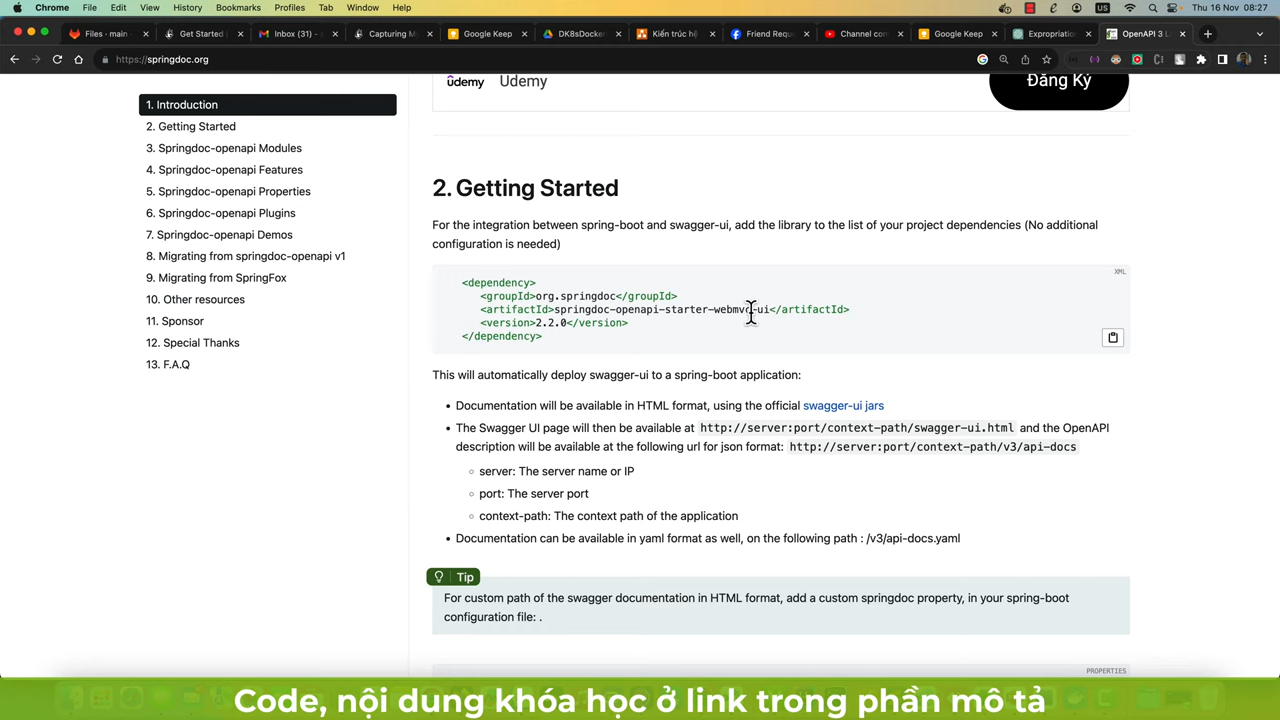 Chrome File Edit View History Bookmarks Profiles Tab Window Help US Thu 16 Nov 08:27
Files · main · Get Started | Inbox (31) - Capturing M Google Keep DK8sDocker Kiến trúc hệ Friend Requ Channel con Google Keep Expropriation OpenAPI 3 Li
https://springdoc.org
udemy Udemy Đăng Ký
1. Introduction
2. Getting Started
3. Springdoc-openapi Modules
4. Springdoc-openapi Features
5. Springdoc-openapi Properties
6. Springdoc-openapi Plugins
7. Springdoc-openapi Demos
8. Migrating from springdoc-openapi v1
9. Migrating from SpringFox
10. Other resources
11. Sponsor
12. Special Thanks
13. F.A.Q
2. Getting Started
For the integration between spring-boot and swagger-ui, add the library to the list of your project dependencies (No additional
configuration is needed)
XML
<dependency>
<groupId>org.springdoc</groupId>
<artifactId>springdoc-openapi-starter-webmvc-ui</artifactId>
<version>2.2.0</version>
</dependency>
This will automatically deploy swagger-ui to a spring-boot application:
• Documentation will be available in HTML format, using the official swagger-ui jars
• The Swagger UI page will then be available at http://server:port/context-path/swagger-ui.html and the OpenAPI
description will be available at the following url for json format: http://server:port/context-path/v3/api-docs
◦ server: The server name or IP
◦ port: The server port
◦ context-path: The context path of the application
• Documentation can be available in yaml format as well, on the following path : /v3/api-docs.yaml
Tip
For custom path of the swagger documentation in HTML format, add a custom springdoc property, in your spring-boot
configuration file: .
PROPERTIES
Code, nội dung khóa học ở link trong phần mô tả